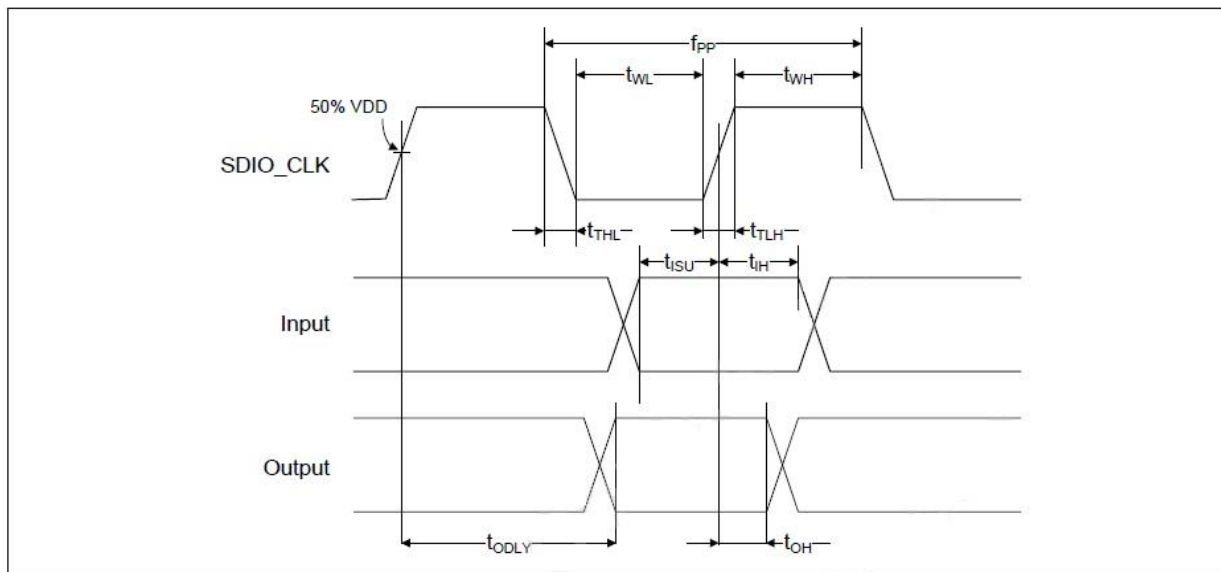 fPP
tWL
tWH
50% VDD
SDIO_CLK
tTHL
tTLH
tISU
tIH
Input
Output
tODLY
tOH